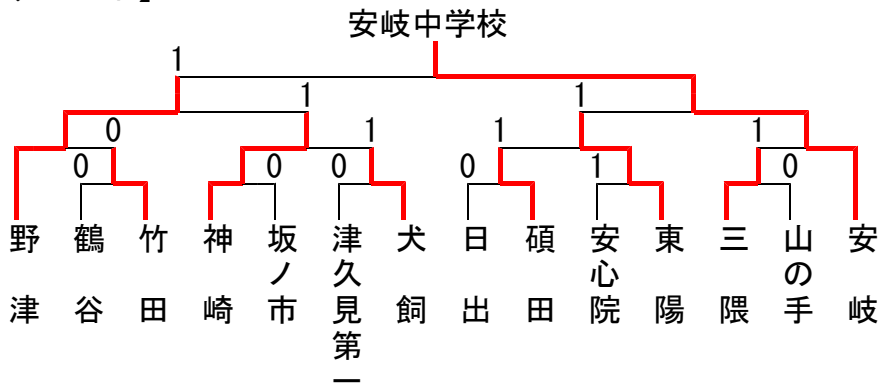 安岐中学校
1
1 1
0 1 1 1
0 0 0 0 1 0
野津
鶴谷
竹田
神崎
坂ノ市
津久見第一
犬飼
日出
碩田
安心院
東陽
三隈
山の手
安岐